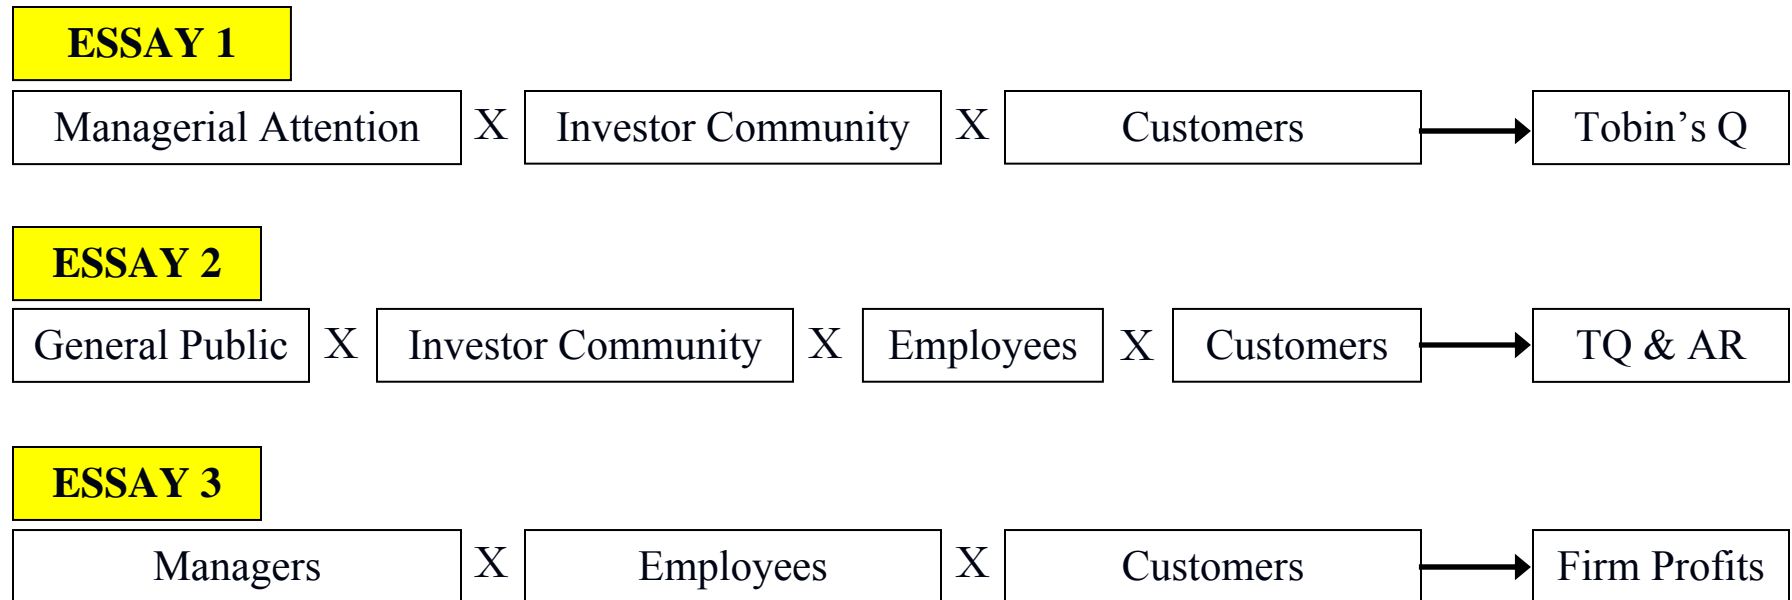 ESSAY 1
Managerial Attention X Investor Community X Customers Tobin’s Q
ESSAY 2
General Public X Investor Community X Employees X Customers TQ & AR
ESSAY 3
Managers X Employees X Customers Firm Profits